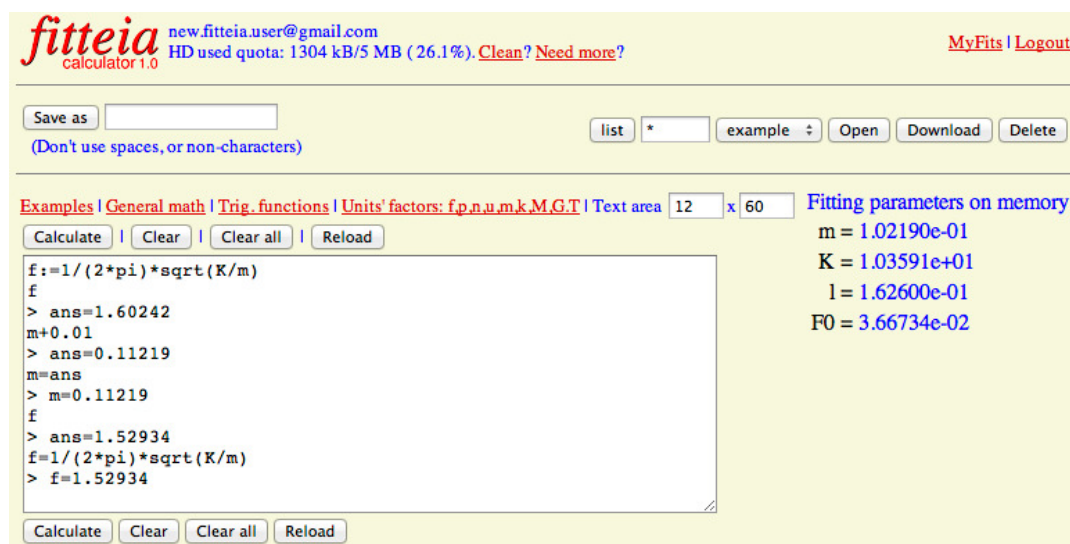 fitteia
calculator 1.0
new.fitteia.user@gmail.com
HD used quota: 1304 kB/5 MB ( 26.1%). Clean? Need more?
MyFits | Logout
Save as
(Don't use spaces, or non-characters)
list * example Open Download Delete
Examples | General math | Trig. functions | Units' factors: f,p,n,u,m,k,M,G.T | Text area 12 x 60
Calculate | Clear | Clear all | Reload
f:=1/(2*pi)*sqrt(K/m)
f
> ans=1.60242
m+0.01
> ans=0.11219
m=ans
> m=0.11219
f
> ans=1.52934
f=1/(2*pi)*sqrt(K/m)
> f=1.52934
Calculate Clear Clear all Reload
Fitting parameters on memory
m = 1.02190e-01
K = 1.03591e+01
l = 1.62600e-01
F0 = 3.66734e-02